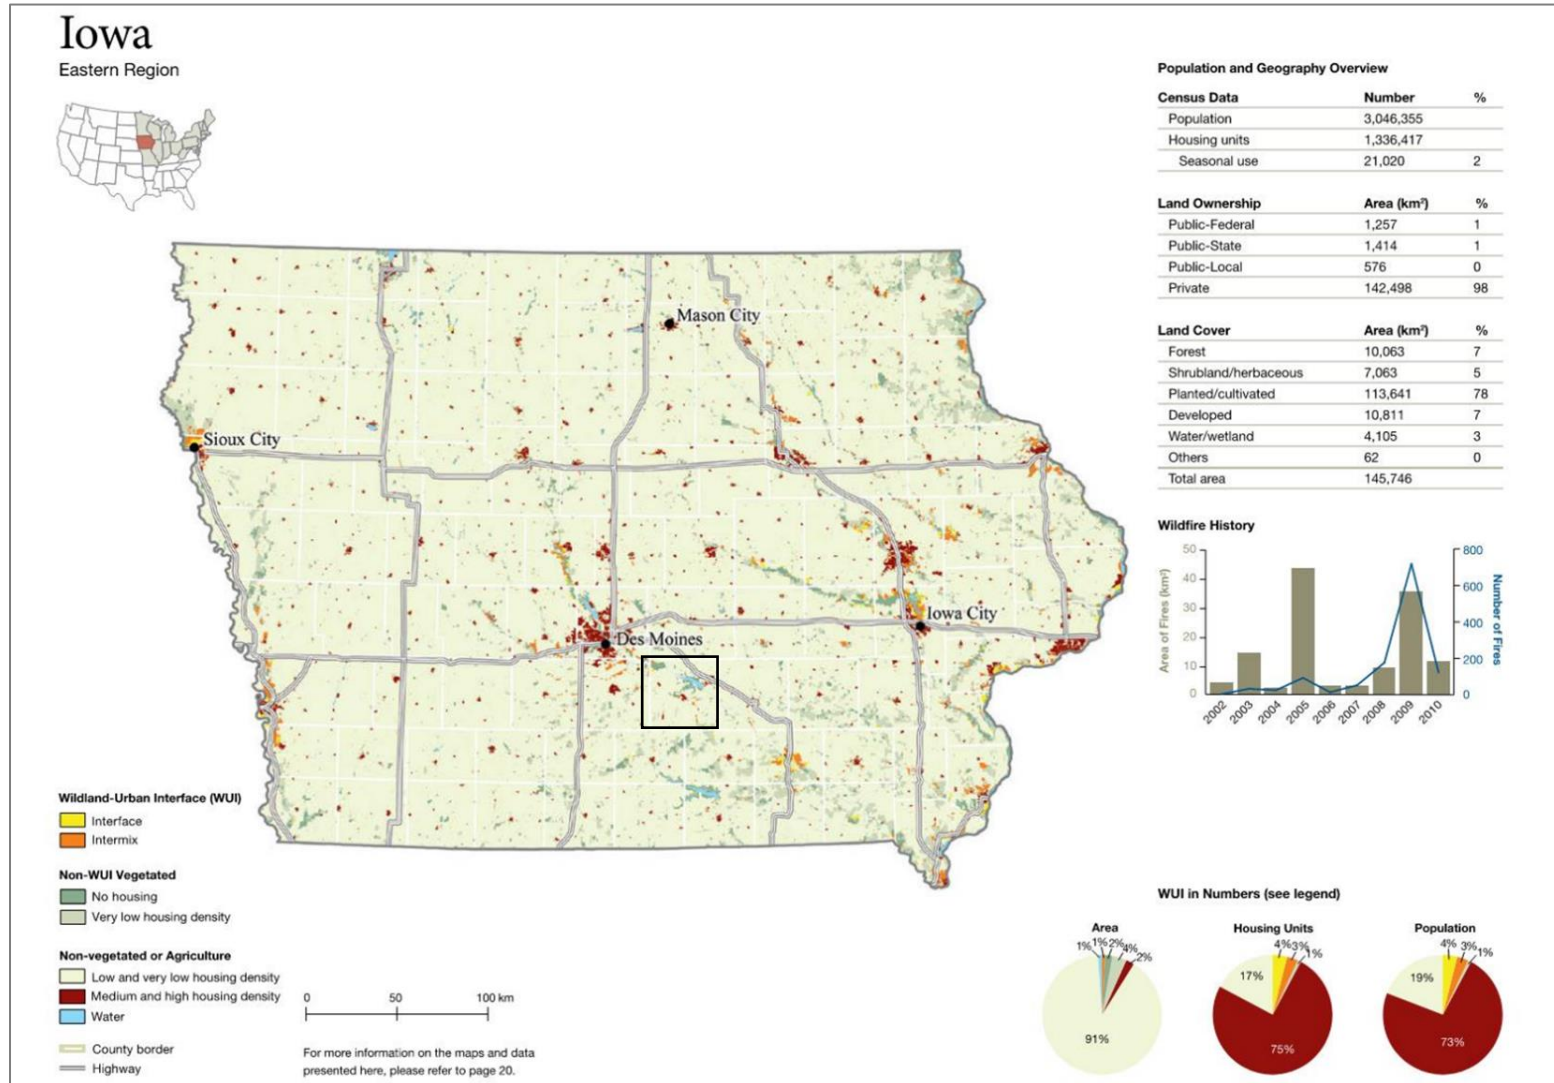 Iowa
Eastern Region
Population and Geography Overview
Census Data Number %
Population 3,046,355
Housing units 1,336,417
Seasonal use 21,020 2
Land Ownership Area (km²) %
Public-Federal 1,257 1
Public-State 1,414 1
Public-Local 576 0
Private 142,498 98
Land Cover Area (km²) %
Forest 10,063 7
Shrubland/herbaceous 7,063 5
Planted/cultivated 113,641 78
Developed 10,811 7
Water/wetland 4,105 3
Others 62 0
Total area 145,746
Mason City
Sioux City
Des Moines
Iowa City
Wildfire History
Area of Fires (km²)
50
40
30
20
10
0
800
600
400
200
0
Number of Fires
2002 2003 2004 2005 2006 2007 2008 2009 2010
Wildland-Urban Interface (WUI)
Interface
Intermix
Non-WUI Vegetated
No housing
Very low housing density
Non-vegetated or Agriculture
Low and very low housing density
Medium and high housing density
Water
County border
Highway
0 50 100 km
For more information on the maps and data
presented here, please refer to page 20.
WUI in Numbers (see legend)
Area
1% 1% 2% 4% 2%
91%
Housing Units
4% 3% 1%
17%
75%
Population
4% 3% 1%
19%
73%